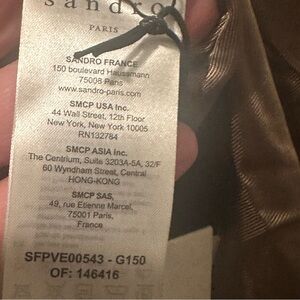 sandro
PARIS
SANDRO FRANCE
150 boulevard Haussmann
75008 Paris
www.sandro-paris.com
SMCP USA Inc.
44 Wall Street, 12th Floor
New York, New York 10005
RN132784
SMCP ASIA Inc.
The Centrium, Suite 3203A-5A, 32/F
60 Wyndham Street, Central
HONG-KONG
SMCP SAS,
49, rue Etienne Marcel,
75001 Paris,
France
SFPVE00543 - G150
OF: 146416